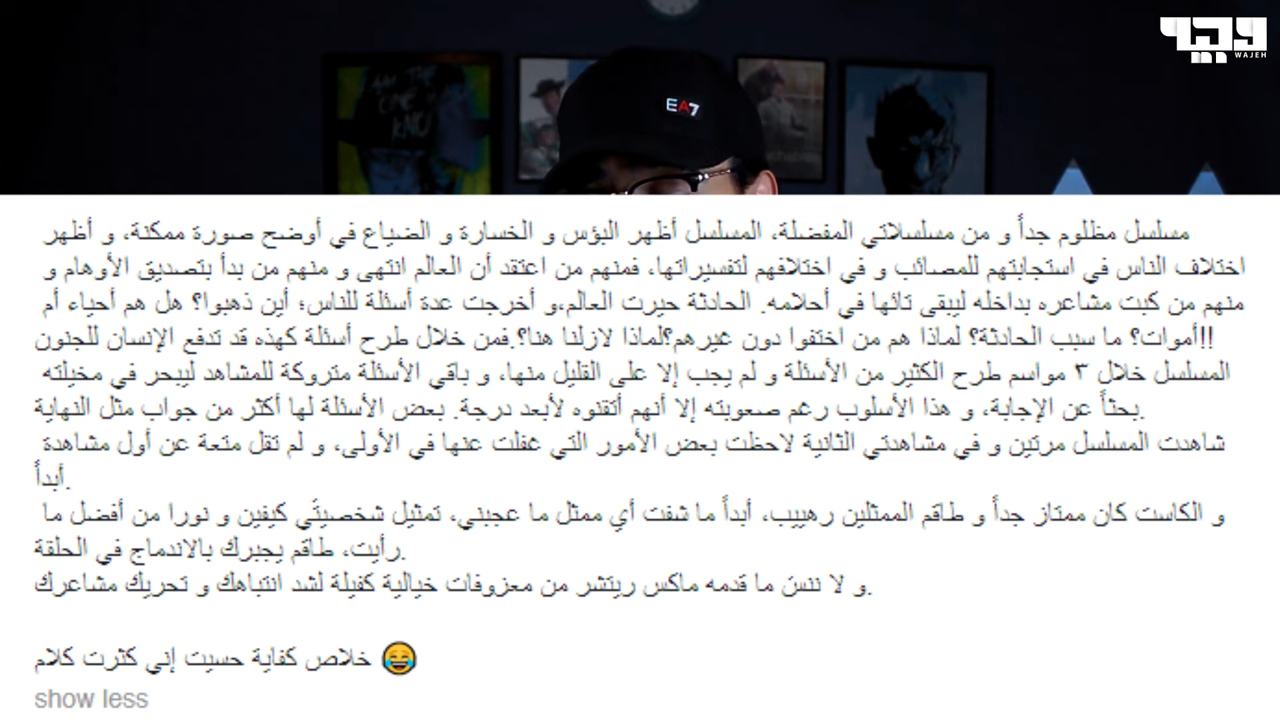 وجيه
WAJEH
I AM THE
ONE
KNO
EA7
مسلسل مظلوم جداً و من مسلسلاتي المفضلة، المسلسل أظهر البؤس و الخسارة و الضياع في أوضح صورة ممكنة، و أظهر
اختلاف الناس في استجابتهم للمصائب و في اختلافهم لتفسيراتها، فمنهم من اعتقد أن العالم انتهى و منهم من بدأ بتصديق الأوهام و
منهم من كبت مشاعره بداخله ليبقى تائها في أحلامه. الحادثة حيرت العالم،و أخرجت عدة أسئلة للناس؛ أين ذهبوا؟ هل هم أحياء أم
أموات؟ ما سبب الحادثة؟ لماذا هم من اختفوا دون غيرهم؟لماذا لازلنا هنا؟.فمن خلال طرح أسئلة كهذه قد تدفع الإنسان للجنون!!
المسلسل خلال ٣ مواسم طرح الكثير من الأسئلة و لم يجب إلا على القليل منها، و باقي الأسئلة متروكة للمشاهد ليبحر في مخيلته
بحثاً عن الإجابة، و هذا الأسلوب رغم صعوبته إلا أنهم أتقنوه لأبعد درجة. بعض الأسئلة لها أكثر من جواب مثل النهاية.
شاهدت المسلسل مرتين و في مشاهدتي الثانية لاحظت بعض الأمور التي غفلت عنها في الأولى، و لم تقل متعة عن أول مشاهدة
أبداً.
و الكاست كان ممتاز جداً و طاقم الممثلين رهيييب، أبداً ما شفت أي ممثل ما عجبني، تمثيل شخصيتَي كيفين و نورا من أفضل ما
رأيت، طاقم يجبرك بالاندماج في الحلقة.
و لا ننسَ ما قدمه ماكس ريتشر من معزوفات خيالية كفيلة لشد انتباهك و تحريك مشاعرك.
خلاص كفاية حسيت إني كثرت كلام 😂
show less